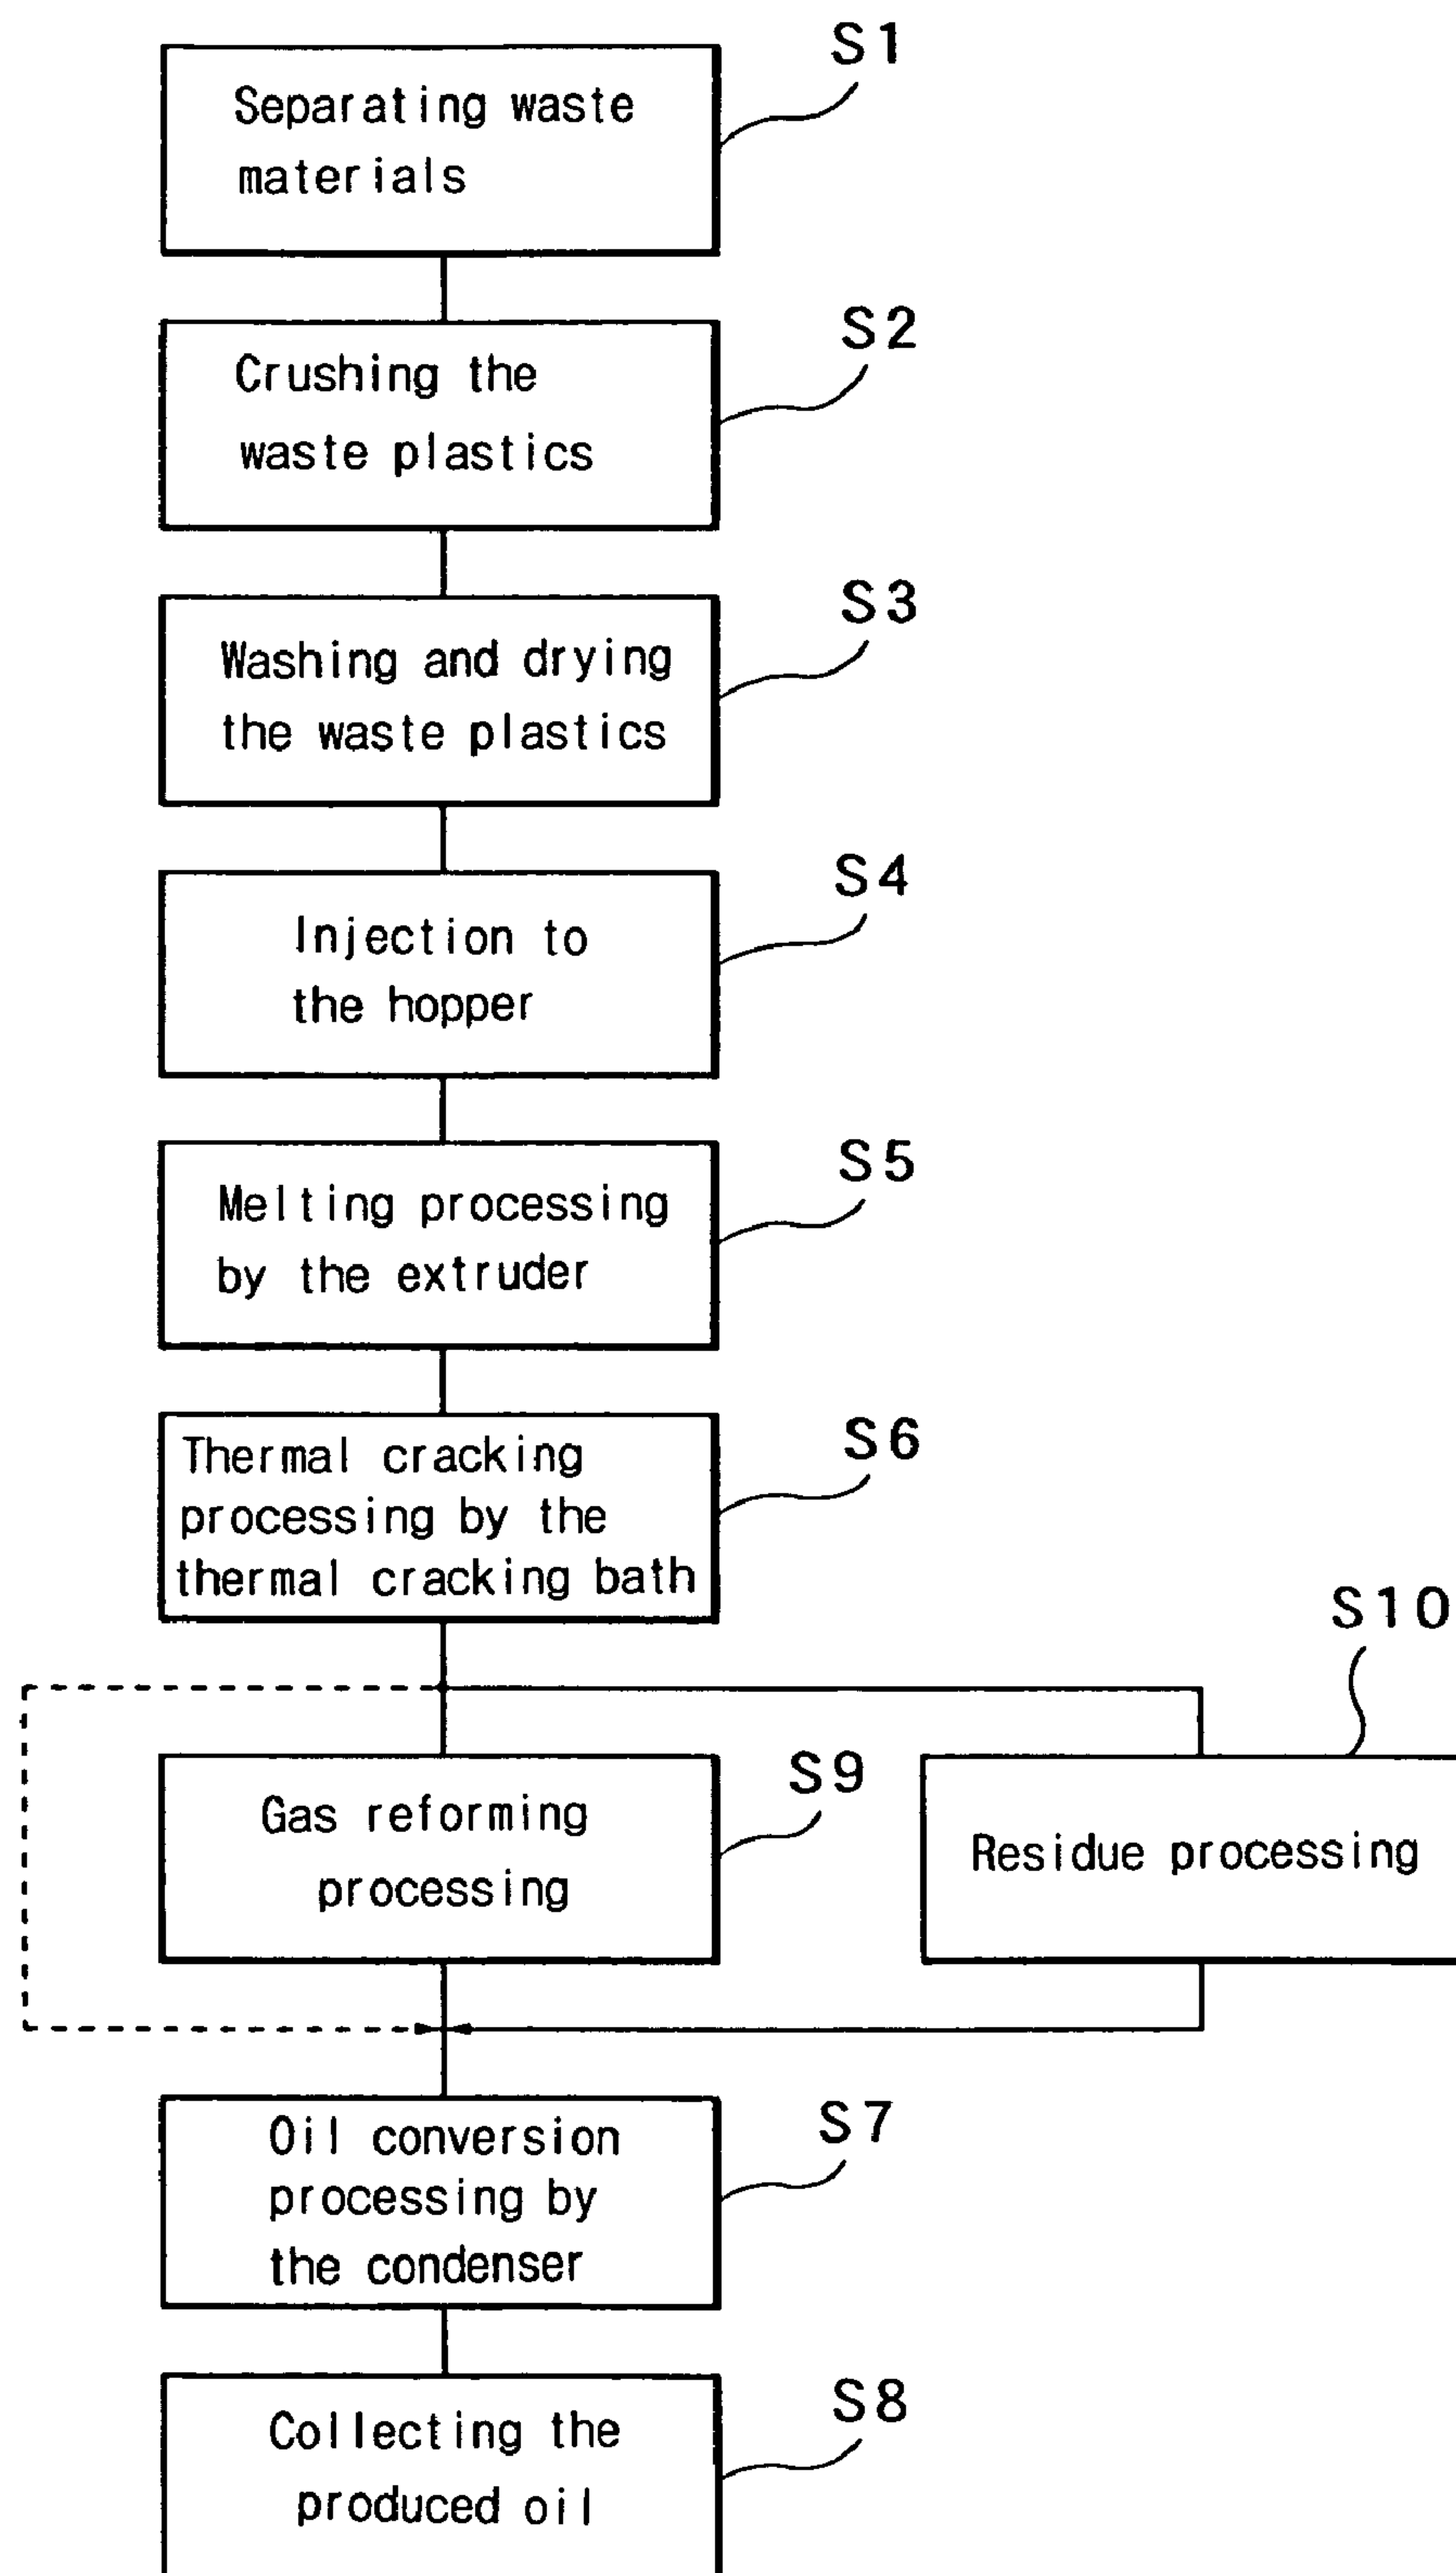 S1
Separating waste
materials
S2
Crushing the
waste plastics
S3
Washing and drying
the waste plastics
S4
Injection to
the hopper
S5
Melting processing
by the extruder
S6
Thermal cracking
processing by the
thermal cracking bath
S10
S9
Gas reforming
processing
Residue processing
S7
Oil conversion
processing by
the condenser
S8
Collecting the
produced oil